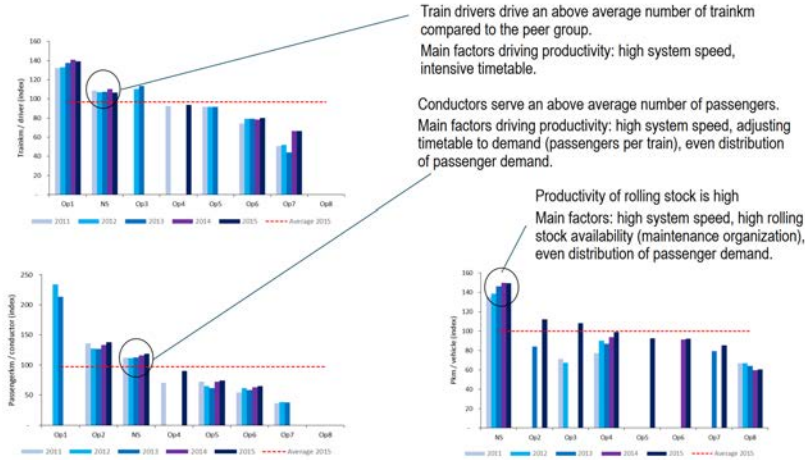 Train drivers drive an above average number of trainkm
compared to the peer group.
Main factors driving productivity: high system speed,
intensive timetable.
Trainkm / driver (index)
160
140
120
100
80
60
40
20
-
Op1 NS Op3 Op4 Op5 Op6 Op7 Op8
2011 2012 2013 2014 2015 Average 2015
Conductors serve an above average number of passengers.
Main factors driving productivity: high system speed, adjusting
timetable to demand (passengers per train), even distribution
of passenger demand.
Productivity of rolling stock is high
Main factors: high system speed, high rolling
stock availability (maintenance organization),
even distribution of passenger demand.
Passengerkm / conductor (index)
250
200
150
100
50
-
Op1 Op2 NS Op4 Op5 Op6 Op7 Op8
2011 2012 2013 2014 2015 Average 2015
Pkm / vehicle (index)
160
140
120
100
80
60
40
20
-
NS Op2 Op3 Op4 Op5 Op6 Op7 Op8
2011 2012 2013 2014 2015 Average 2015